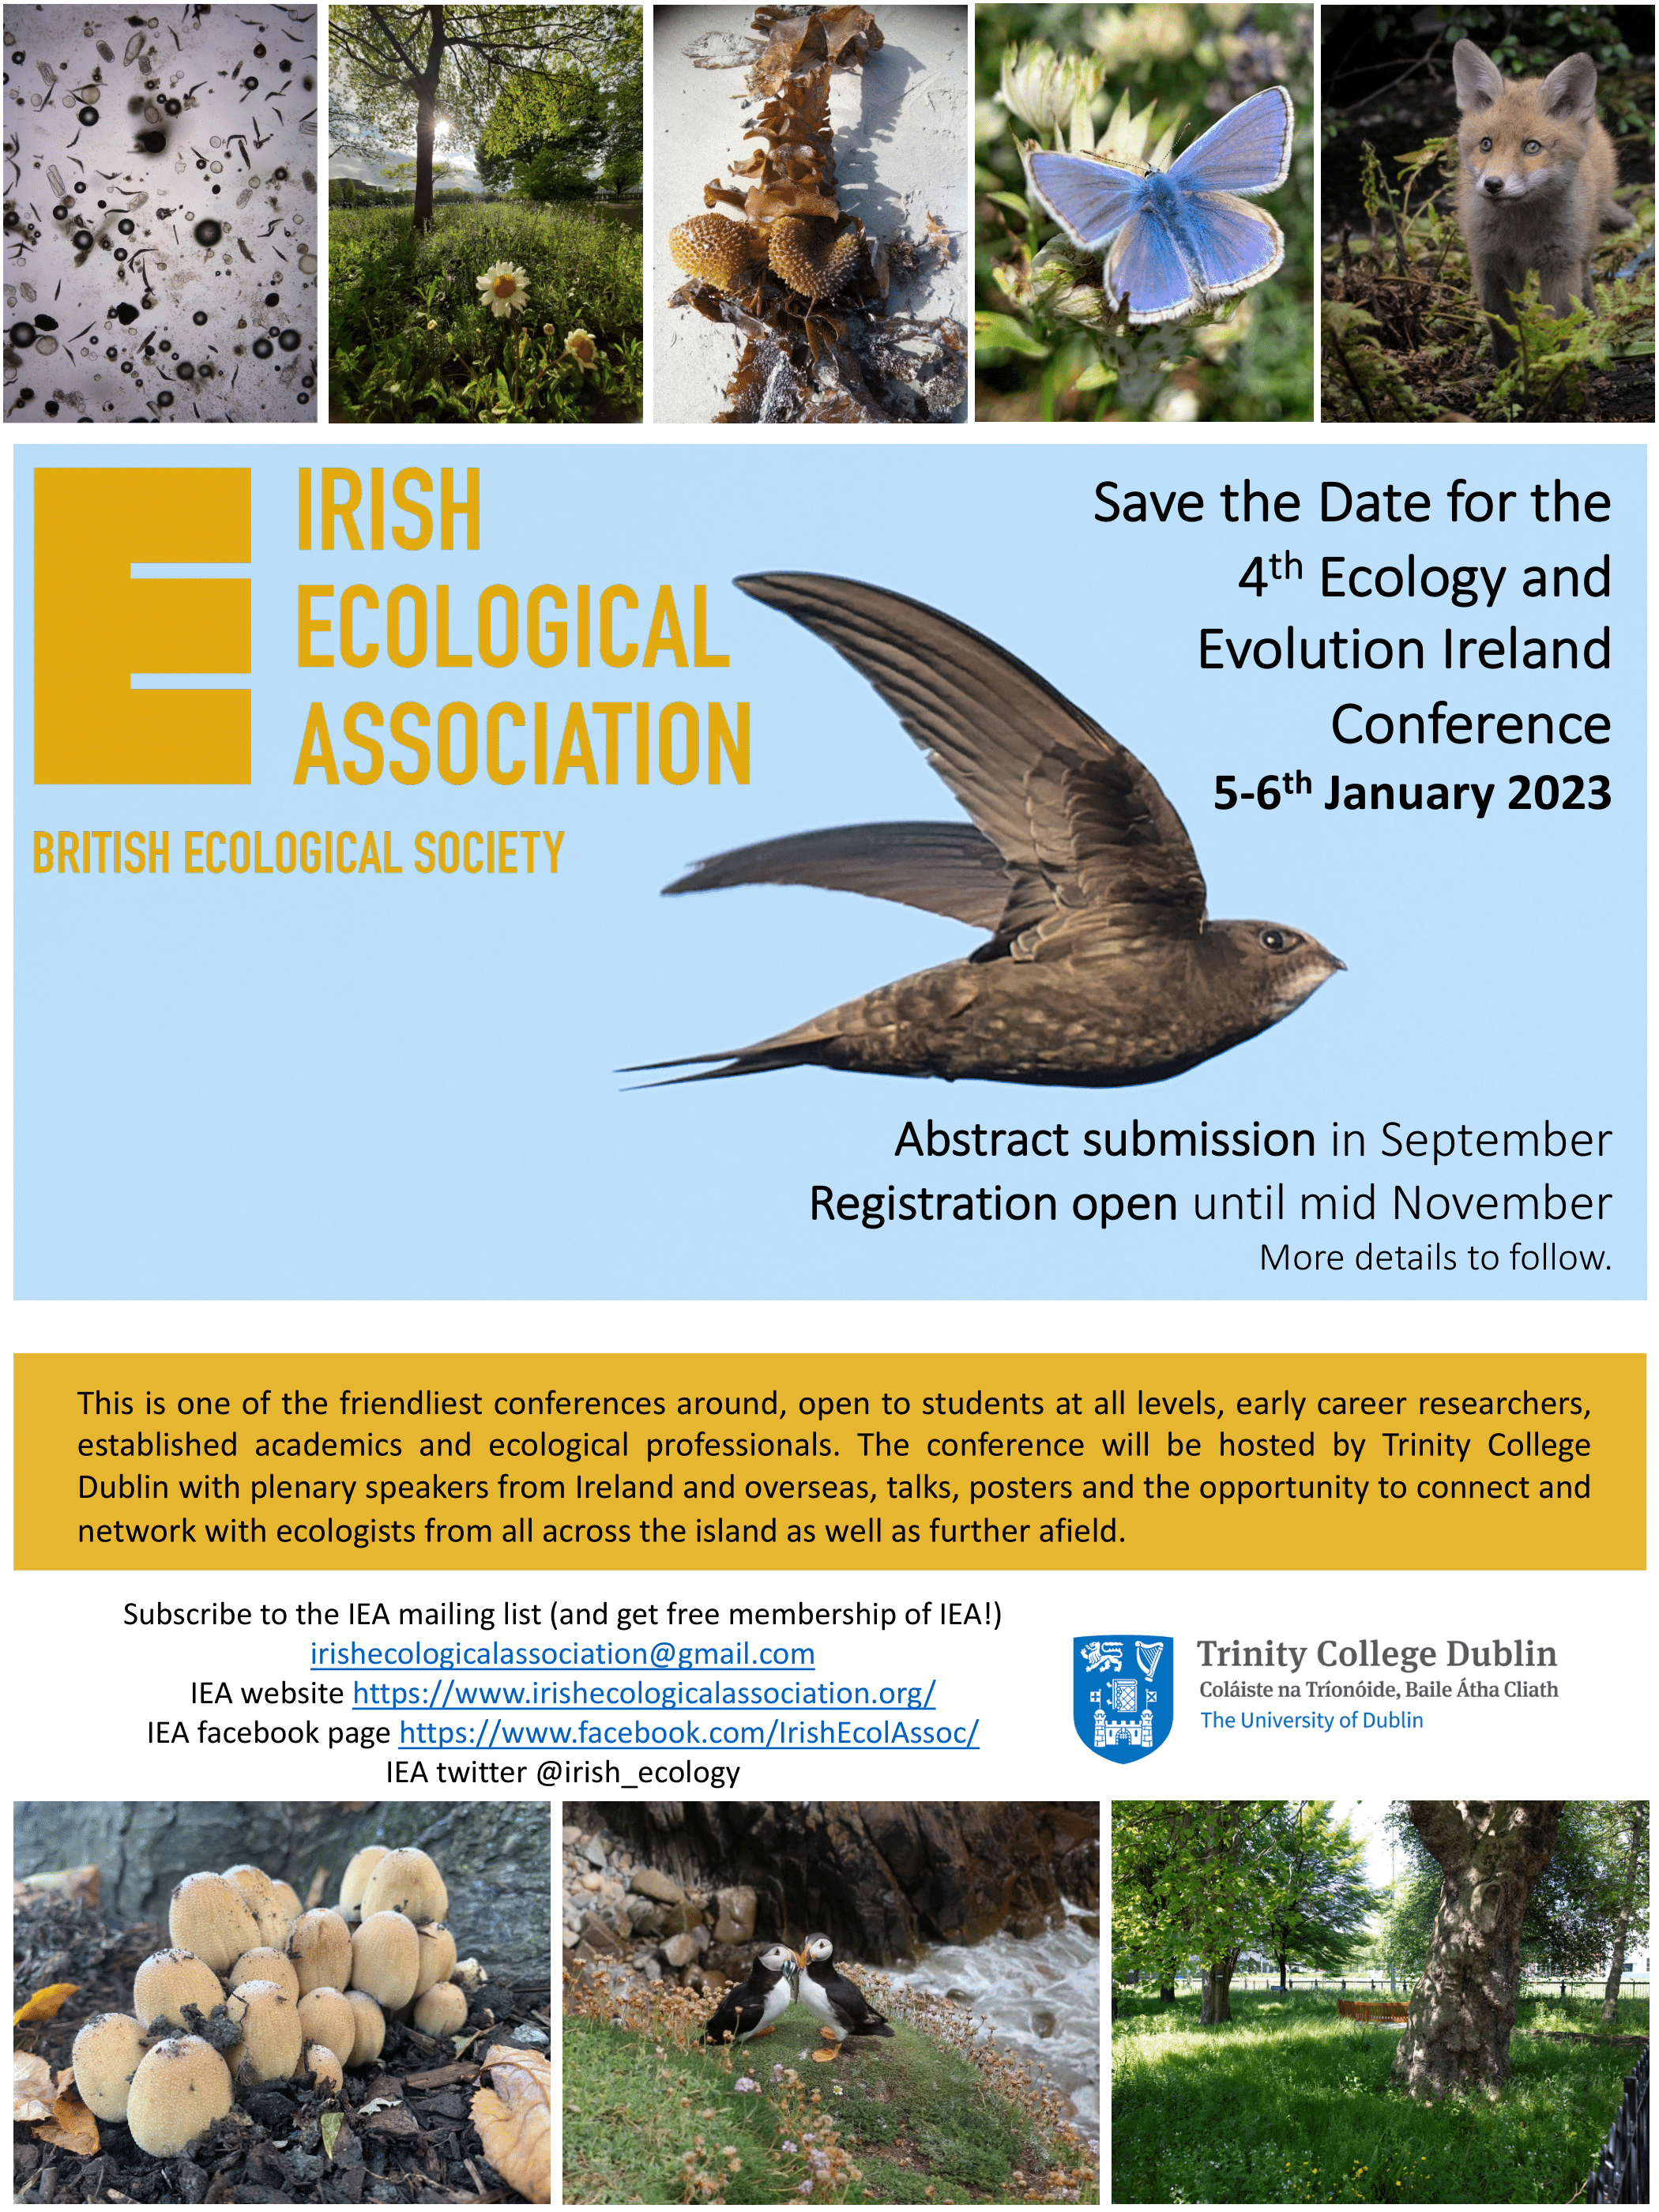 IRISH
ECOLOGICAL
ASSOCIATION
BRITISH ECOLOGICAL SOCIETY
Save the Date for the
4th Ecology and
Evolution Ireland
Conference
5-6th January 2023
Abstract submission in September
Registration open until mid November
More details to follow.
This is one of the friendliest conferences around, open to students at all levels, early career researchers,
established academics and ecological professionals. The conference will be hosted by Trinity College
Dublin with plenary speakers from Ireland and overseas, talks, posters and the opportunity to connect and
network with ecologists from all across the island as well as further afield.
Subscribe to the IEA mailing list (and get free membership of IEA!)
irishecologicalassociation@gmail.com
IEA website https://www.irishecologicalassociation.org/
IEA facebook page https://www.facebook.com/IrishEcolAssoc/
IEA twitter @irish_ecology
Trinity College Dublin
Coláiste na Tríonóide, Baile Átha Cliath
The University of Dublin